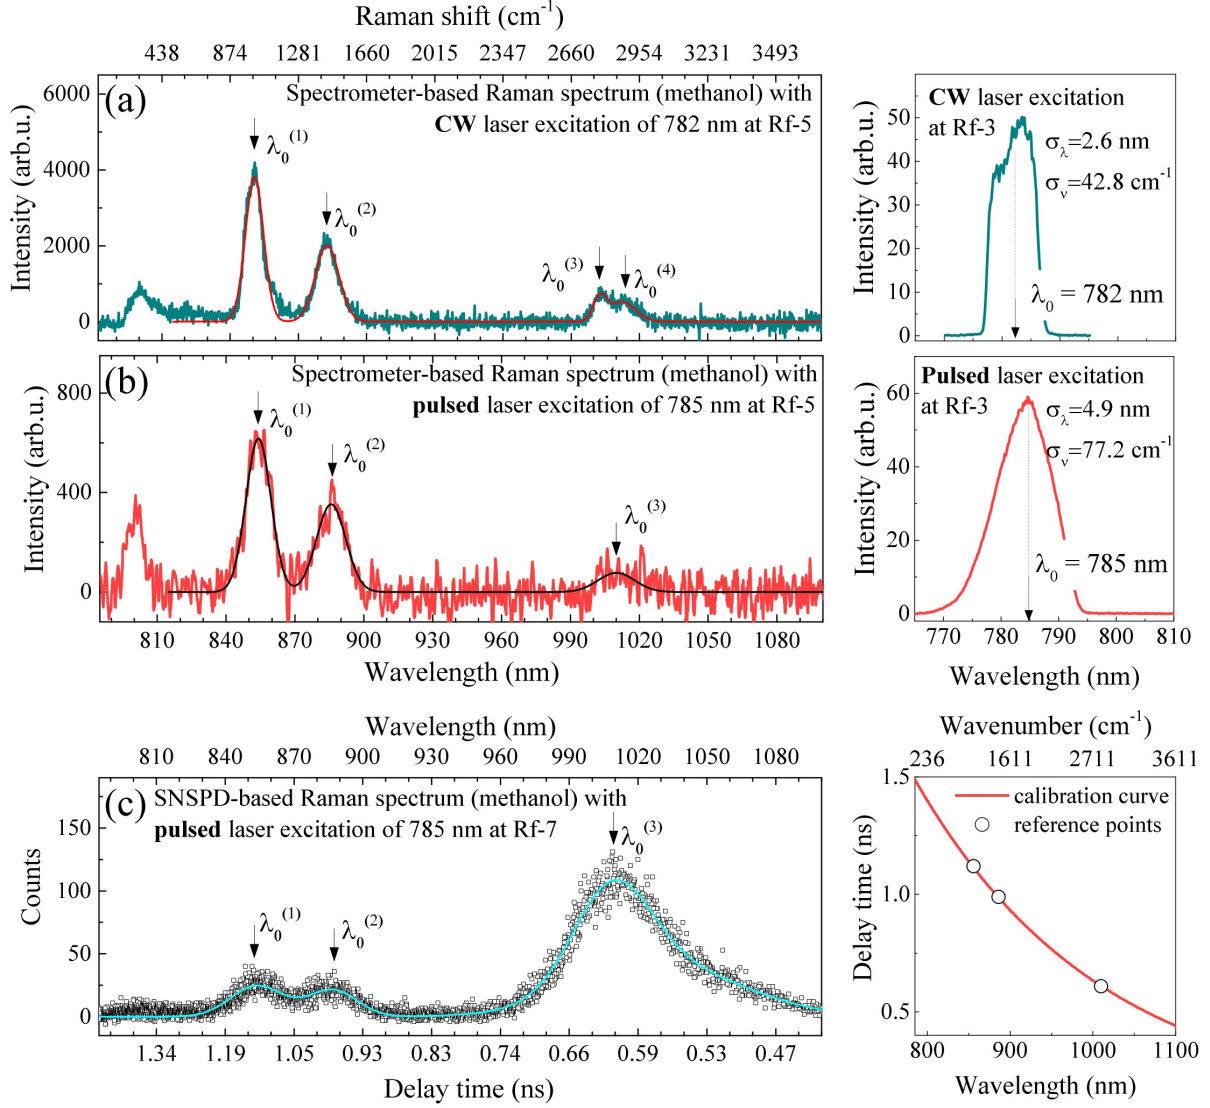 Raman shift (cm⁻¹)
438 874 1281 1660 2015 2347 2660 2954 3231 3493
(a) Spectrometer-based Raman spectrum (methanol) with
CW laser excitation of 782 nm at Rf-5
Intensity (arb.u.)
6000
4000
2000
0
λ₀⁽¹⁾
λ₀⁽²⁾
λ₀⁽³⁾
λ₀⁽⁴⁾
CW laser excitation
at Rf-3
σλ=2.6 nm
σν=42.8 cm⁻¹
λ₀ = 782 nm
Intensity (arb.u.)
50
40
30
50
20
10
0
(b) Spectrometer-based Raman spectrum (methanol) with
pulsed laser excitation of 785 nm at Rf-5
Intensity (arb.u.)
800
400
0
λ₀⁽¹⁾
λ₀⁽²⁾
λ₀⁽³⁾
810 840 870 900 930 960 990 1020 1050 1080
Wavelength (nm)
Pulsed laser excitation
at Rf-3
σλ=4.9 nm
σν=77.2 cm⁻¹
λ₀ = 785 nm
Intensity (arb.u.)
60
40
20
0
770 780 790 800 810
Wavelength (nm)
Wavelength (nm)
810 840 870 900 930 960 990 1020 1050 1080
(c) SNSPD-based Raman spectrum (methanol) with
pulsed laser excitation of 785 nm at Rf-7
Counts
150
100
50
0
λ₀⁽¹⁾
λ₀⁽²⁾
λ₀⁽³⁾
1.34 1.19 1.05 0.93 0.83 0.74 0.66 0.59 0.53 0.47
Delay time (ns)
Wavenumber (cm⁻¹)
236 1611 2711 3611
calibration curve
reference points
Delay time (ns)
1.5
1.0
0.5
800 900 1000 1100
Wavelength (nm)